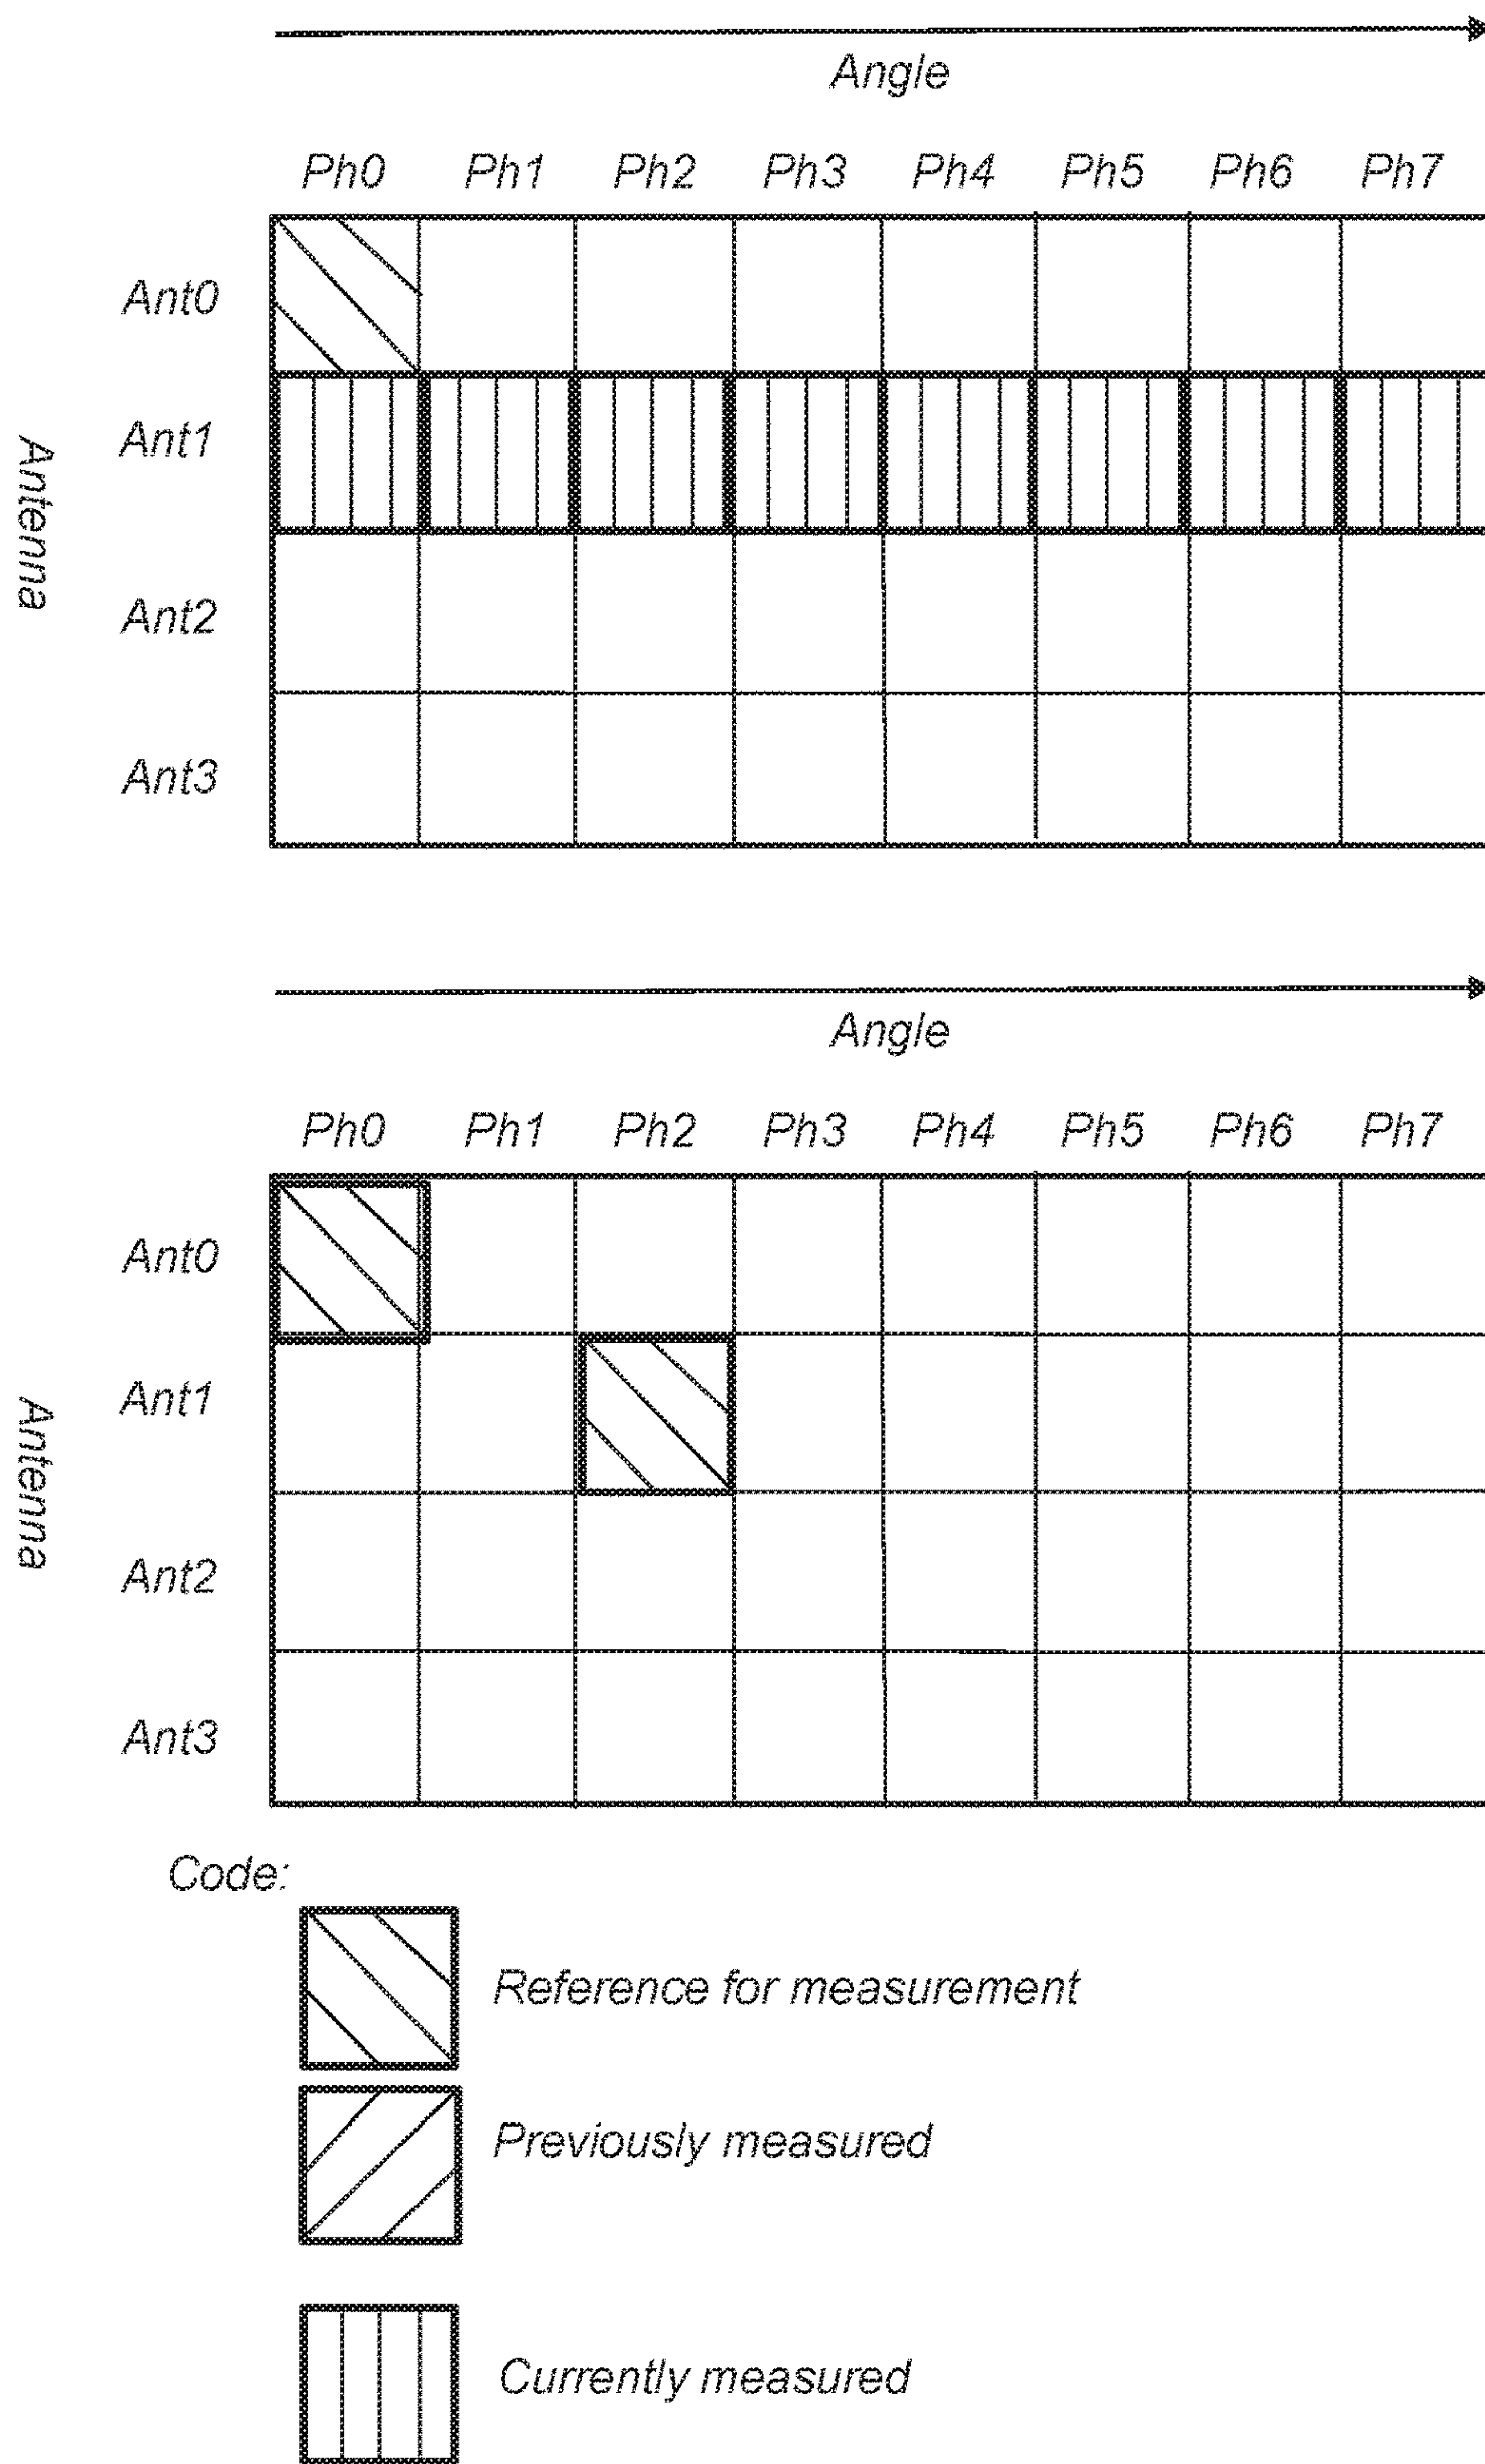 Angle
Ph0 Ph1 Ph2 Ph3 Ph4 Ph5 Ph6 Ph7
Antenna
Ant0
Ant1
Ant2
Ant3
Angle
Ph0 Ph1 Ph2 Ph3 Ph4 Ph5 Ph6 Ph7
Antenna
Ant0
Ant1
Ant2
Ant3
Code:
Reference for measurement
Previously measured
Currently measured